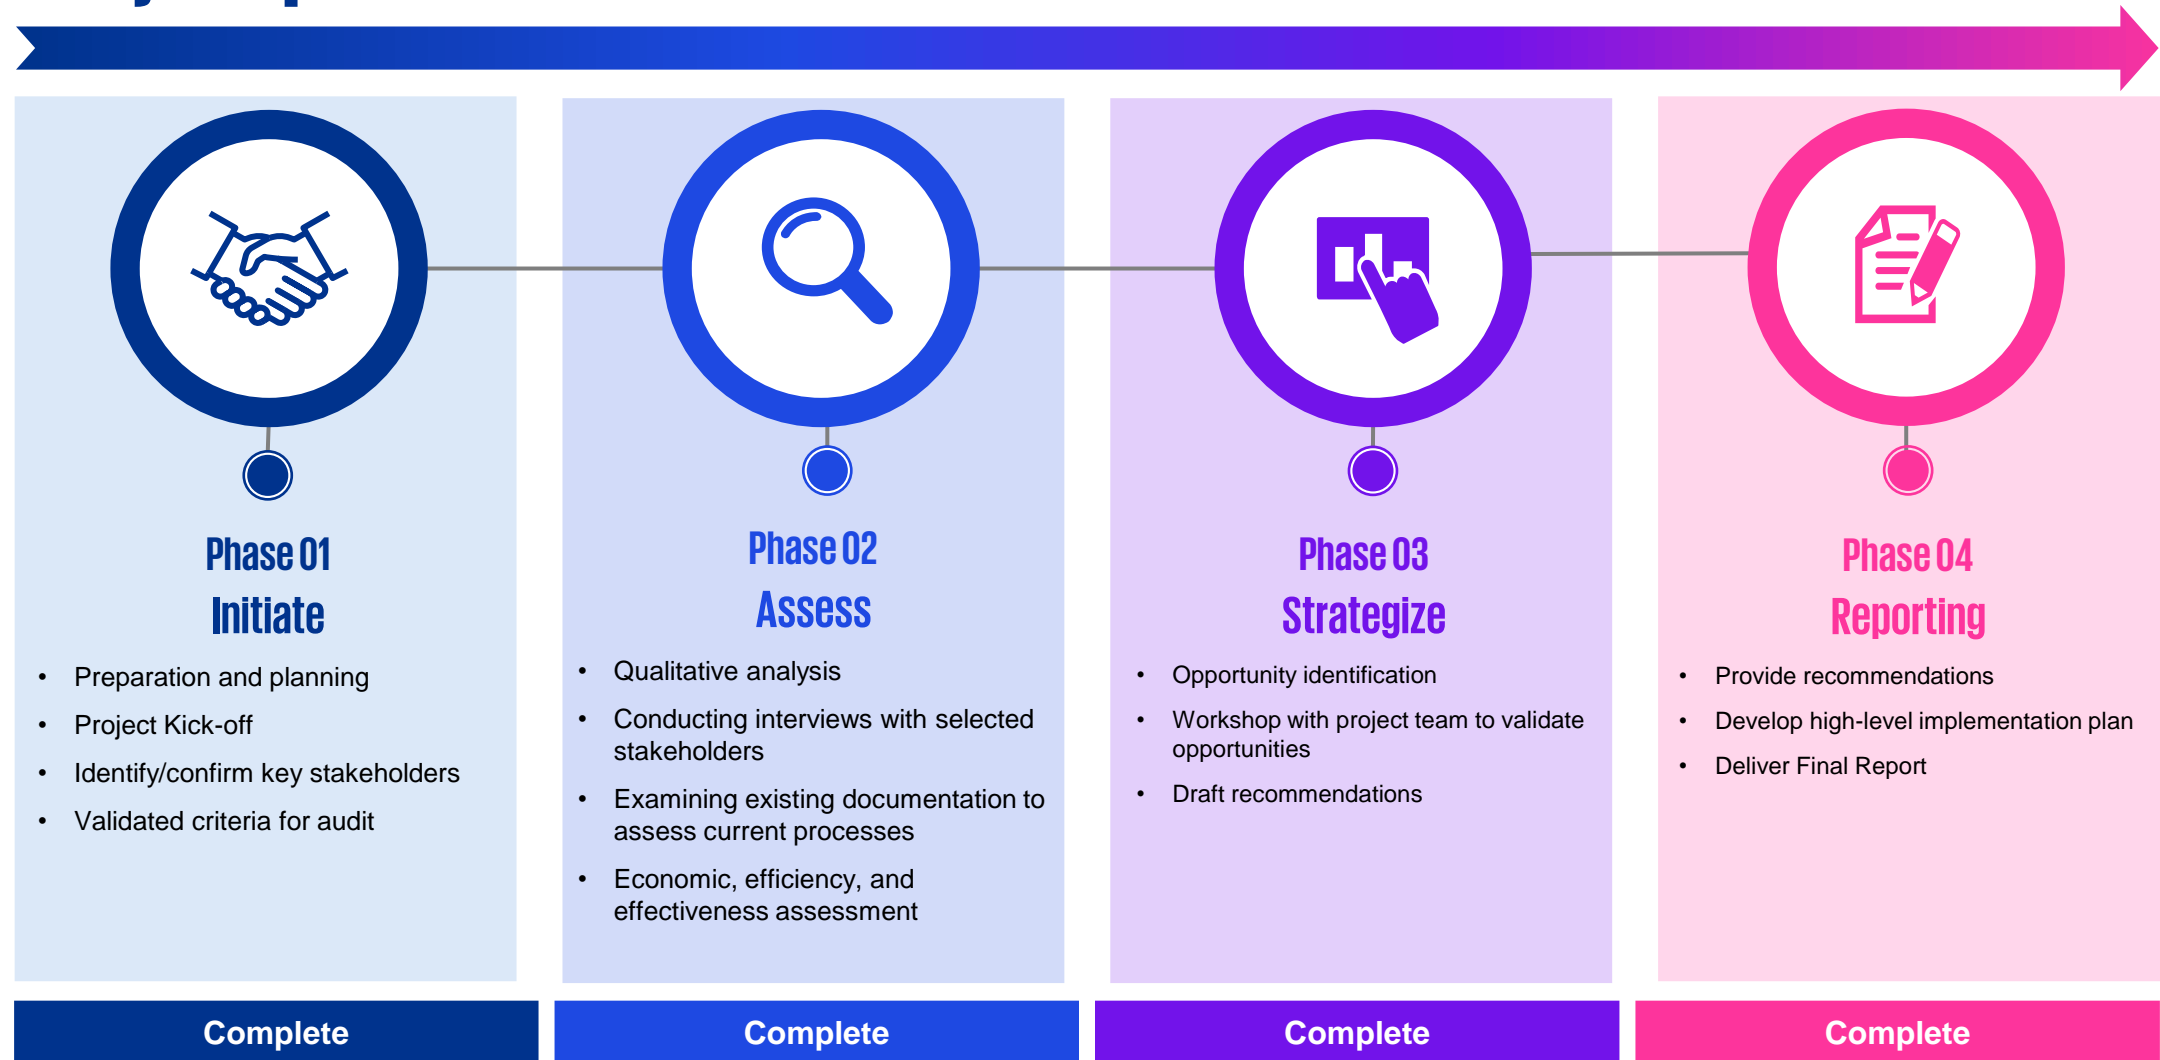 Phase 01
Initiate
• Preparation and planning
• Project Kick-off
• Identify/confirm key stakeholders
• Validated criteria for audit
Phase 02
Assess
• Qualitative analysis
• Conducting interviews with selected
stakeholders
• Examining existing documentation to
assess current processes
• Economic, efficiency, and
effectiveness assessment
Phase 03
Strategize
• Opportunity identification
• Workshop with project team to validate
opportunities
• Draft recommendations
Phase 04
Reporting
• Provide recommendations
• Develop high-level implementation plan
• Deliver Final Report
Complete
Complete
Complete
Complete